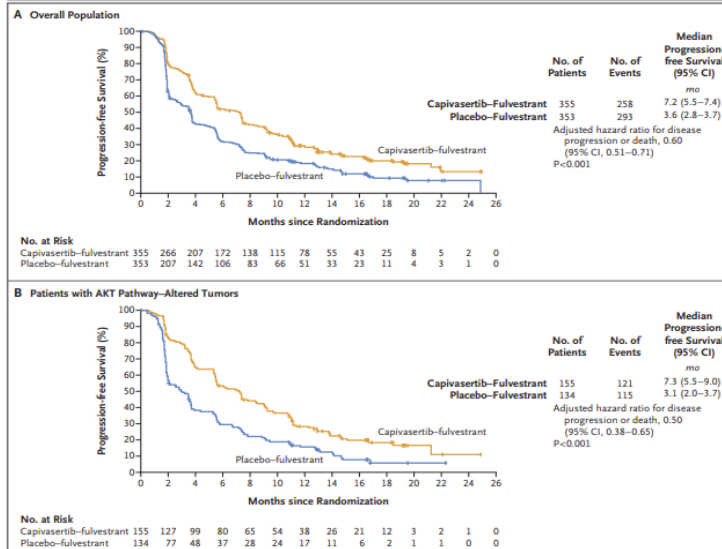 A Overall Population
100
90
80
70
60
50
40
30
20
10
0
Progression-free Survival (%)
0 2 4 6 8 10 12 14 16 18 20 22 24 26
Months since Randomization
Capivasertib–fulvestrant
Placebo–fulvestrant
No. of Patients
No. of Events
Median Progression-free Survival (95% CI)
mo
Capivasertib–Fulvestrant 355 258 7.2 (5.5–7.4)
Placebo–Fulvestrant 353 293 3.6 (2.8–3.7)
Adjusted hazard ratio for disease
progression or death, 0.60
(95% CI, 0.51–0.71)
P<0.001
No. at Risk
Capivasertib–fulvestrant 355 266 207 172 138 115 78 55 43 25 8 5 2 0
Placebo–fulvestrant 353 207 142 106 83 66 51 33 23 11 4 3 1 0
B Patients with AKT Pathway–Altered Tumors
100
90
80
70
60
50
40
30
20
10
0
Progression-free Survival (%)
0 2 4 6 8 10 12 14 16 18 20 22 24 26
Months since Randomization
Capivasertib–fulvestrant
Placebo–fulvestrant
No. of Patients
No. of Events
Median Progression-free Survival (95% CI)
mo
Capivasertib–Fulvestrant 155 121 7.3 (5.5–9.0)
Placebo–Fulvestrant 134 115 3.1 (2.0–3.7)
Adjusted hazard ratio for disease
progression or death, 0.50
(95% CI, 0.38–0.65)
P<0.001
No. at Risk
Capivasertib–fulvestrant 155 127 99 80 65 54 38 26 21 12 3 2 1 0
Placebo–fulvestrant 134 77 48 37 28 24 17 11 6 2 1 1 0 0